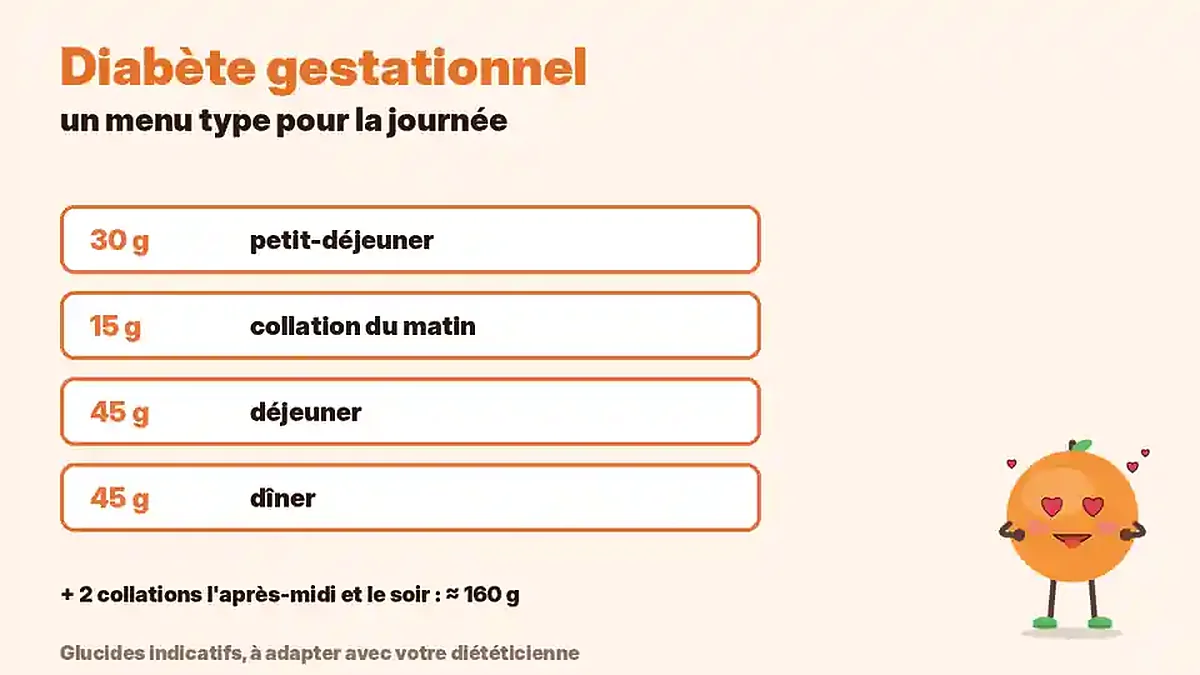 Diabète gestationnel
un menu type pour la journée
30 g petit-déjeuner
15 g collation du matin
45 g déjeuner
45 g dîner
+ 2 collations l'après-midi et le soir : ≈ 160 g
Glucides indicatifs, à adapter avec votre diététicienne